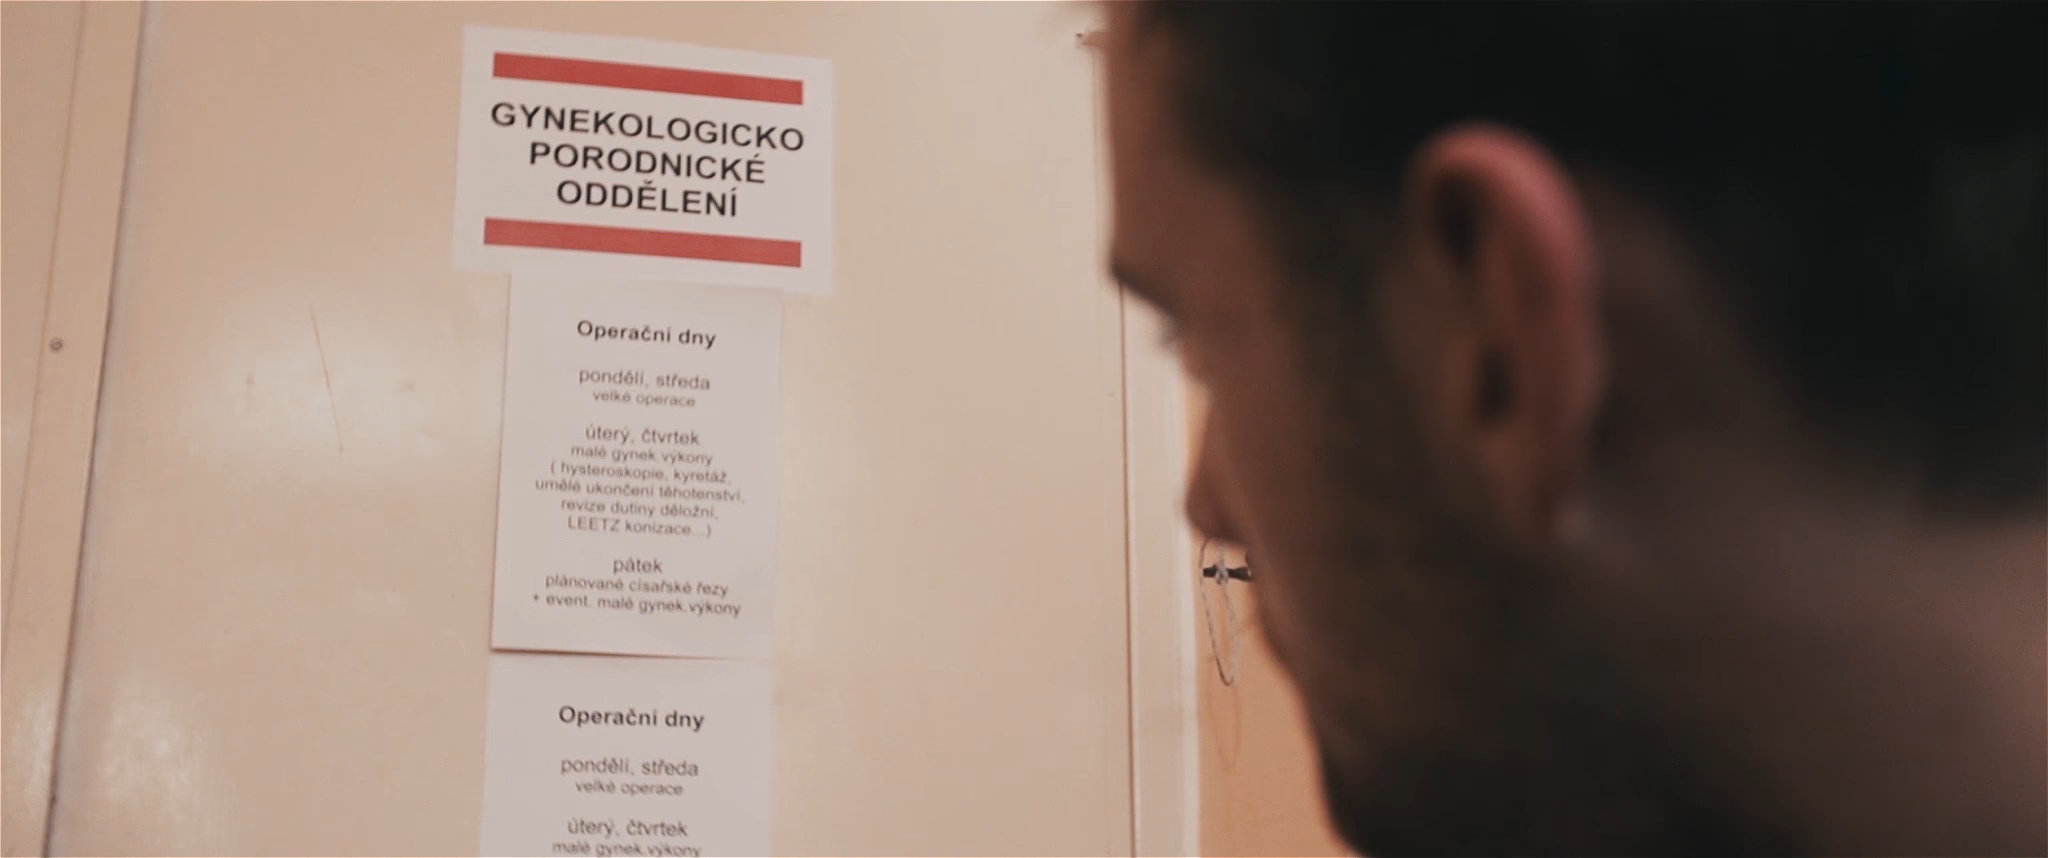 GYNEKOLOGICKO
PORODNICKÉ
ODDĚLENÍ
Operační dny
pondělí, středa
velké operace
úterý, čtvrtek
malé gynek.výkony
( hysteroskopie, kyretáž,
umělé ukončení těhotenství,
revize dutiny děložní,
LEETZ konizace...)
pátek
plánované císařské řezy
+ event. malé gynek.výkony
Operační dny
pondělí, středa
velké operace
úterý, čtvrtek
malé gynek.výkony